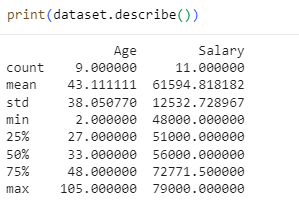 print(dataset.describe())
Age Salary
count 9.000000 11.000000
mean 43.111111 61594.818182
std 38.050770 12532.728967
min 2.000000 48000.000000
25% 27.000000 51000.000000
50% 33.000000 56000.000000
75% 48.000000 72771.500000
max 105.000000 79000.000000